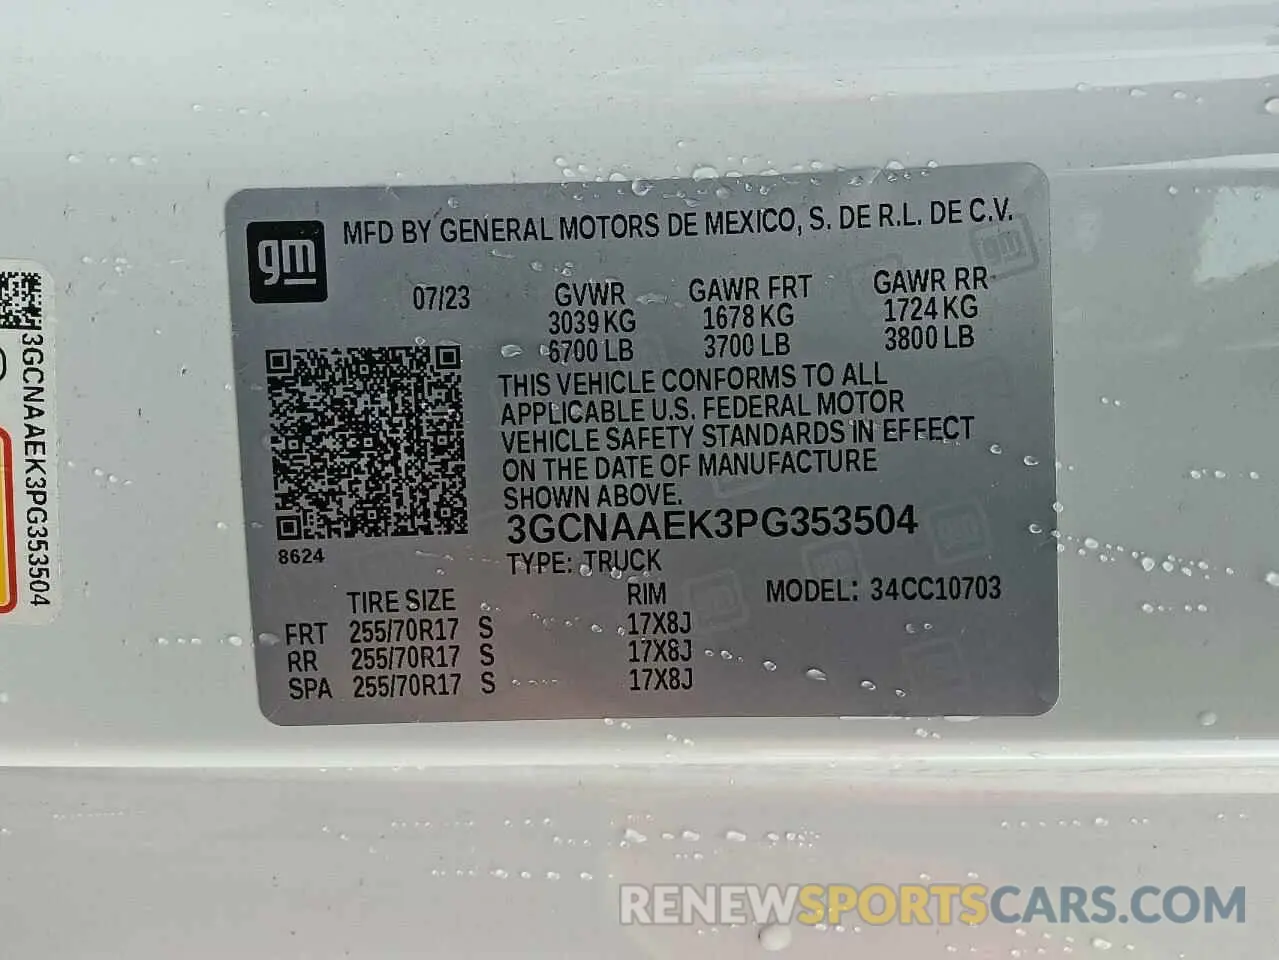 gm
MFD BY GENERAL MOTORS DE MEXICO, S. DE R.L. DE C.V.
07/23
GVWR GAWR FRT GAWR RR
3039 KG 1678 KG 1724 KG
6700 LB 3700 LB 3800 LB
THIS VEHICLE CONFORMS TO ALL
APPLICABLE U.S. FEDERAL MOTOR
VEHICLE SAFETY STANDARDS IN EFFECT
ON THE DATE OF MANUFACTURE
SHOWN ABOVE.
3GCNAAEK3PG353504
8624
TYPE: TRUCK
TIRE SIZE RIM MODEL: 34CC10703
FRT 255/70R17 S 17X8J
RR 255/70R17 S 17X8J
SPA 255/70R17 S 17X8J
3GCNAAEK3PG353504
RENEWSPORTSCARS.COM